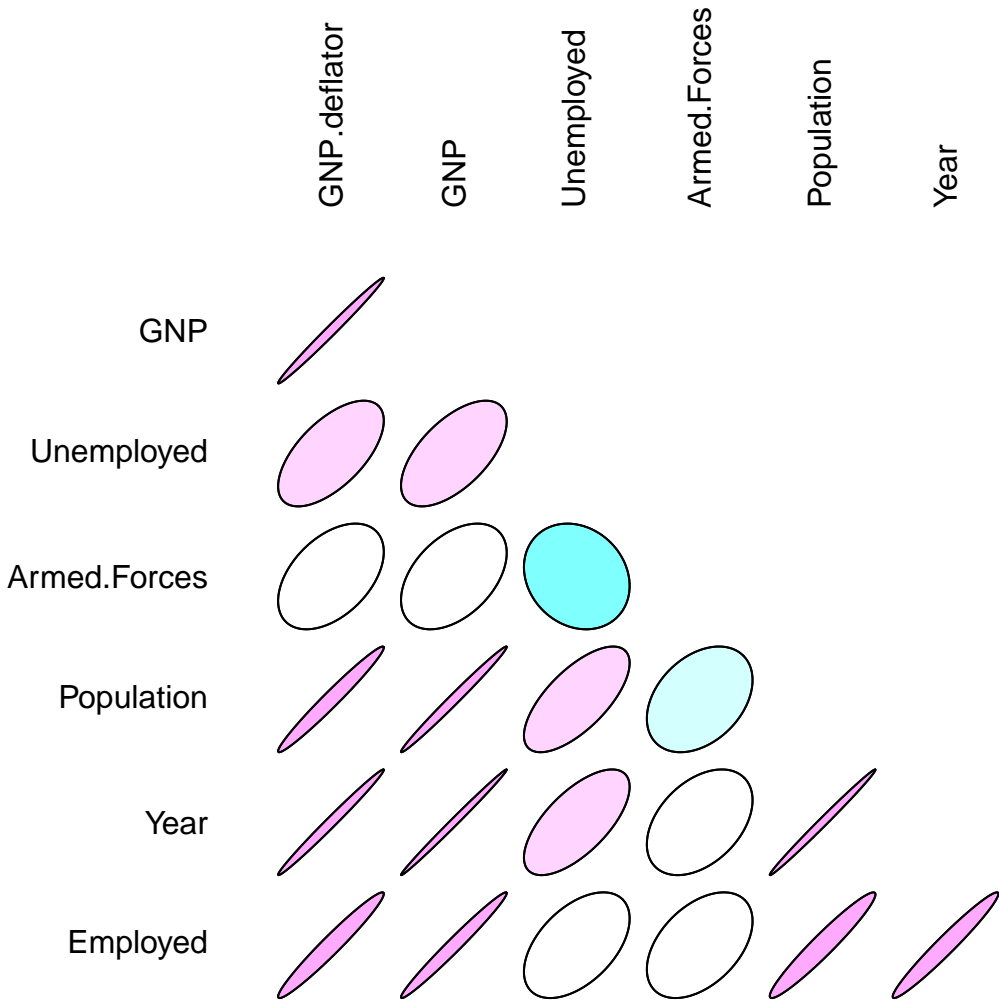 GNP.deflator
GNP
Unemployed
Armed.Forces
Population
Year
GNP
Unemployed
Armed.Forces
Population
Year
Employed